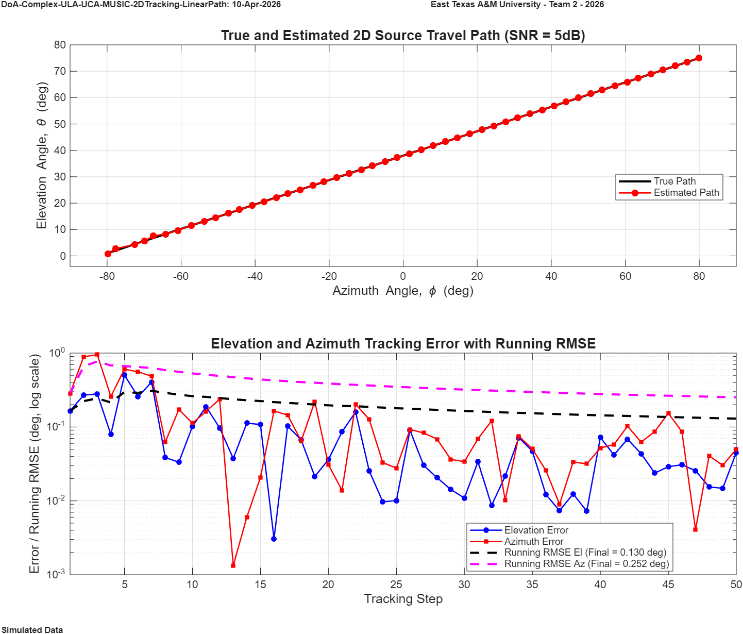 DoA-Complex-ULA-UCA-MUSIC-2DTracking-LinearPath: 10-Apr-2026
East Texas A&M University - Team 2 - 2026
True and Estimated 2D Source Travel Path (SNR = 5dB)
80
70
60
50
40
30
20
10
0
Elevation Angle, θ (deg)
True Path
Estimated Path
-80 -60 -40 -20 0 20 40 60 80
Azimuth Angle, ϕ (deg)
Elevation and Azimuth Tracking Error with Running RMSE
10^0
10^-1
10^-2
10^-3
Error / Running RMSE (deg, log scale)
Elevation Error
Azimuth Error
Running RMSE El (Final = 0.130 deg)
Running RMSE Az (Final = 0.252 deg)
5 10 15 20 25 30 35 40 45 50
Tracking Step
Simulated Data